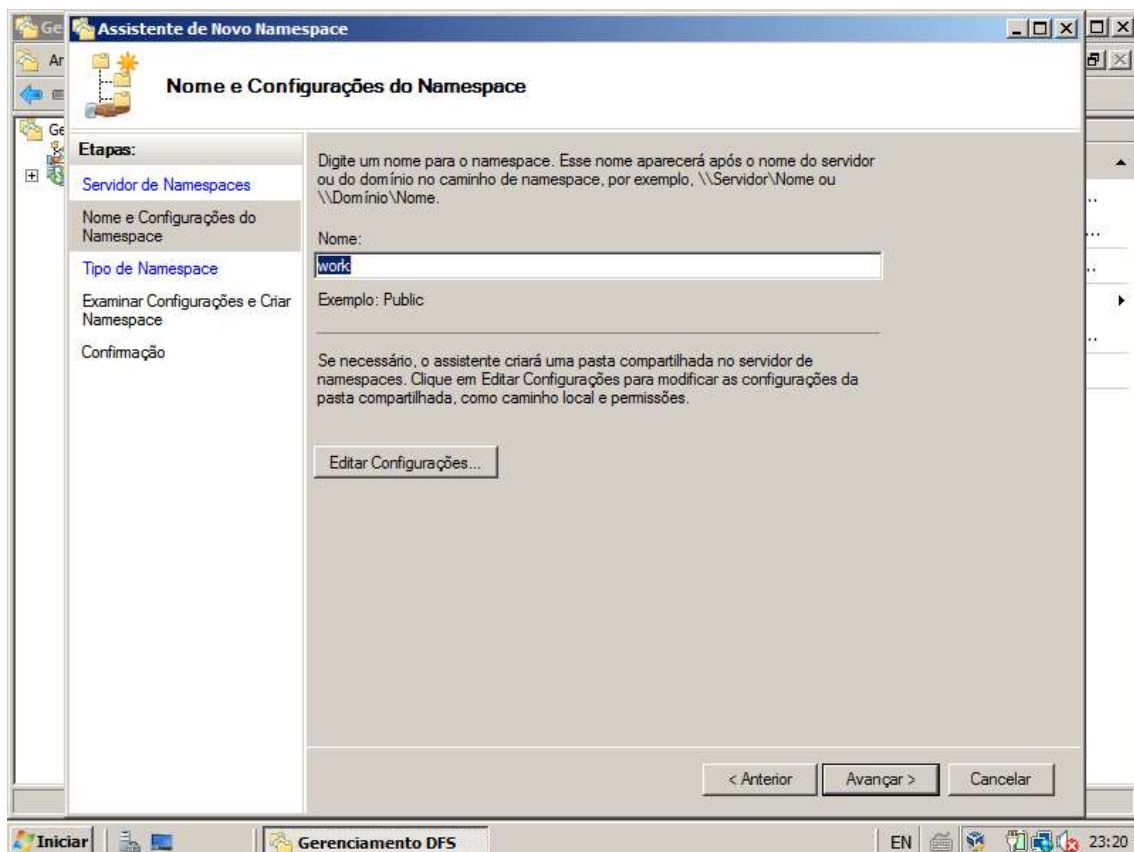 Ge
Assistente de Novo Namespace
Ar
Nome e Configurações do Namespace
Ge
Etapas:
Servidor de Namespaces
Nome e Configurações do
Namespace
Tipo de Namespace
Examinar Configurações e Criar
Namespace
Confirmação
Digite um nome para o namespace. Esse nome aparecerá após o nome do servidor
ou do domínio no caminho de namespace, por exemplo, \\Servidor\Nome ou
\\Domínio\Nome.
Nome:
work
Exemplo: Public
Se necessário, o assistente criará uma pasta compartilhada no servidor de
namespaces. Clique em Editar Configurações para modificar as configurações da
pasta compartilhada, como caminho local e permissões.
Editar Configurações...
< Anterior
Avançar >
Cancelar
Iniciar
Gerenciamento DFS
EN
23:20